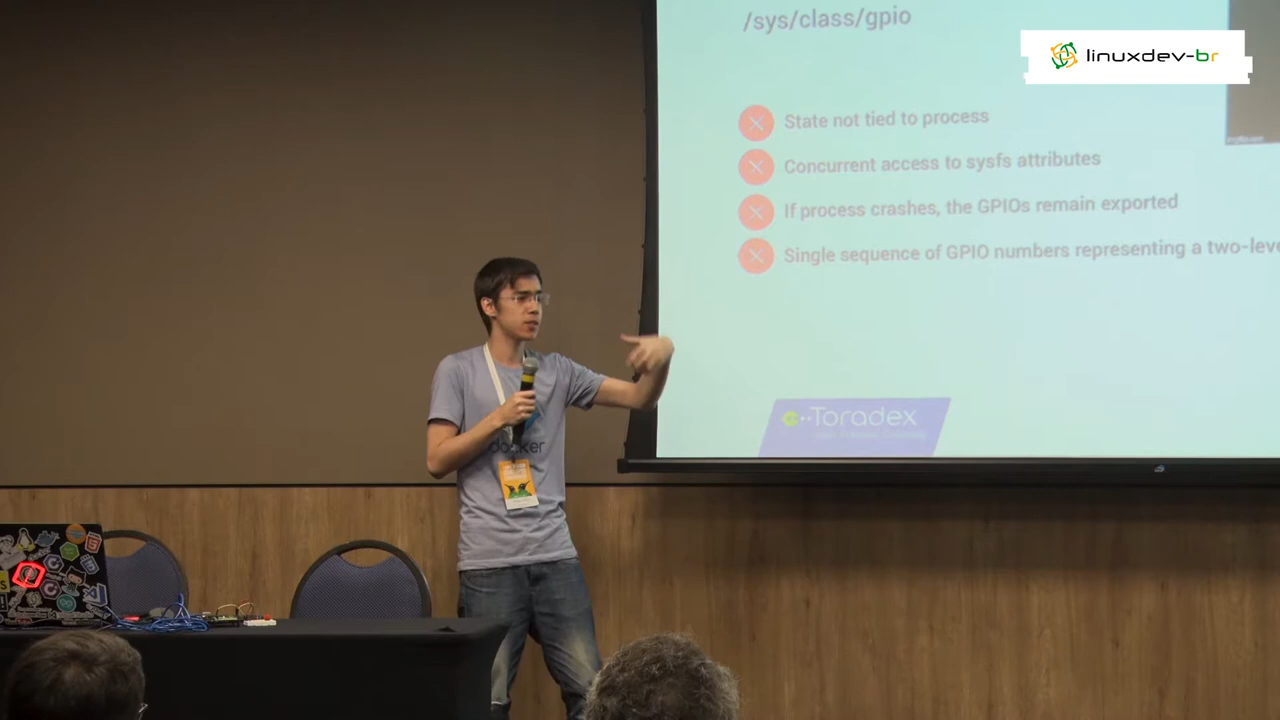 /sys/class/gpio
linuxdev-br
State not tied to process
Concurrent access to sysfs attributes
If process crashes, the GPIOs remain exported
Single sequence of GPIO numbers representing a two-leve
Toradex
docker